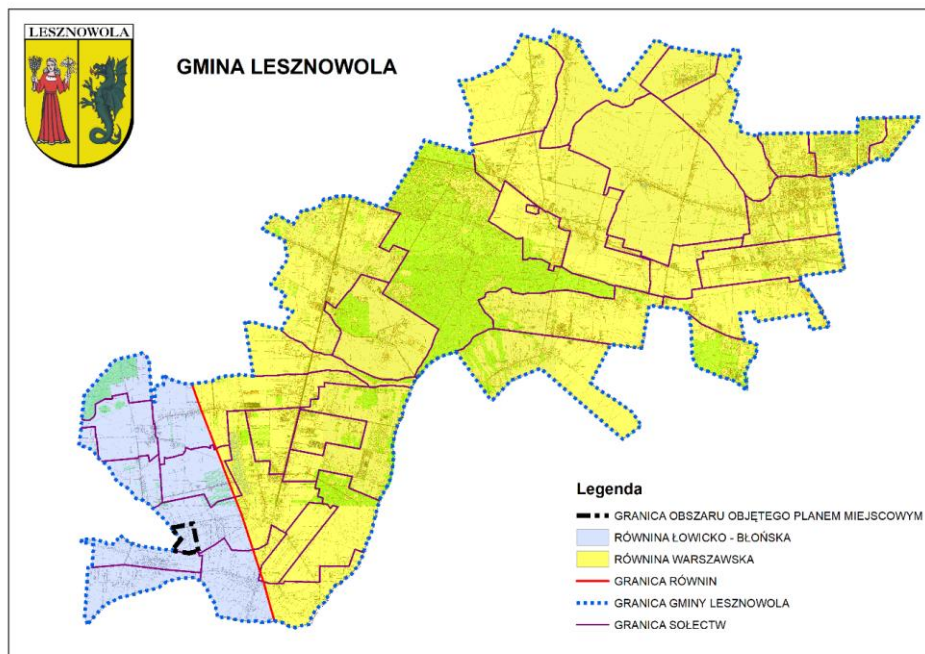 LESZNOWOLA
GMINA LESZNOWOLA
Legenda
GRANICA OBSZARU OBJĘTEGO PLANEM MIEJSCOWYM
RÓWNINA ŁOWICKO - BŁOŃSKA
RÓWNINA WARSZAWSKA
GRANICA RÓWNIN
GRANICA GMINY LESZNOWOLA
GRANICA SOŁECTW